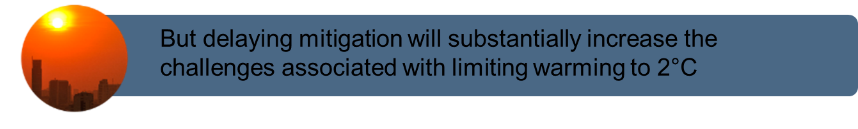 But delaying mitigation will substantially increase the
challenges associated with limiting warming to 2°C